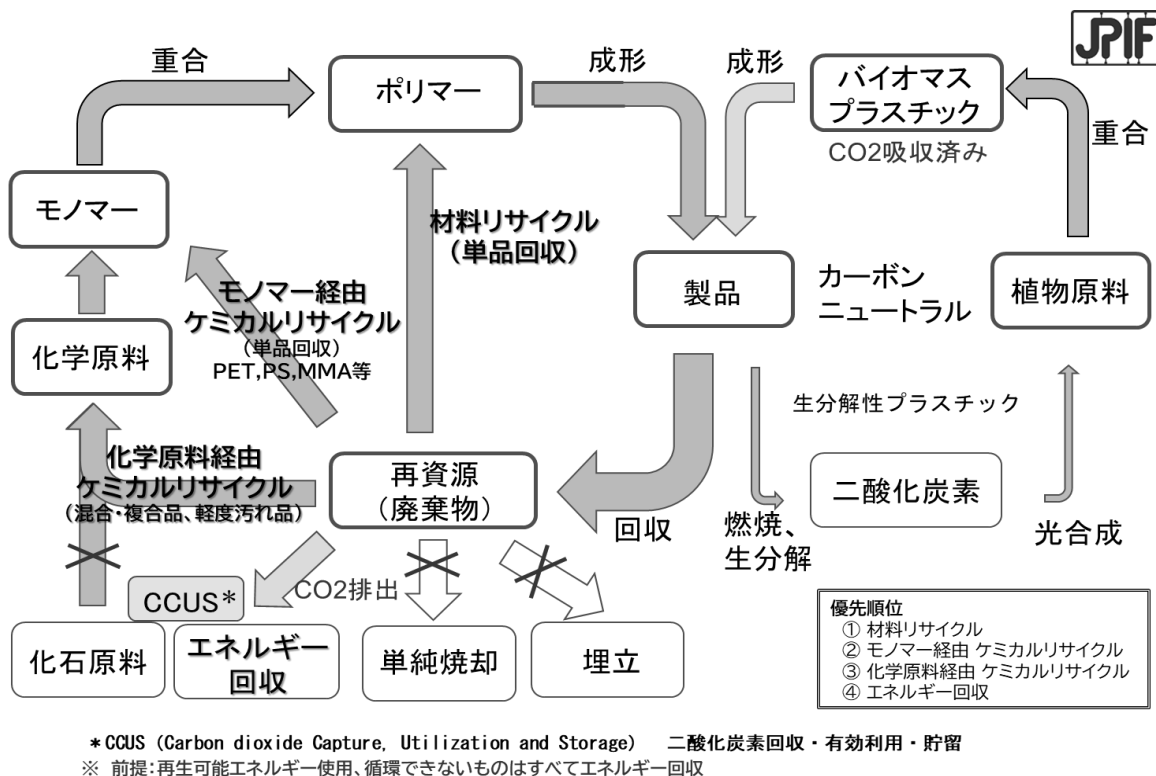 JPIF
重合
成形
成形
ポリマー
バイオマス
プラスチック
CO2吸収済み
重合
モノマー
材料リサイクル
(単品回収)
製品
カーボン
ニュートラル
植物原料
モノマー経由
ケミカルリサイクル
(単品回収)
PET,PS,MMA等
化学原料
生分解性プラスチック
化学原料経由
ケミカルリサイクル
(混合・複合品、軽度汚れ品)
再資源
(廃棄物)
二酸化炭素
回収
燃焼、
生分解
光合成
CCUS*
CO2排出
化石原料
エネルギー
回収
単純焼却
埋立
優先順位
① 材料リサイクル
② モノマー経由 ケミカルリサイクル
③ 化学原料経由 ケミカルリサイクル
④ エネルギー回収
*CCUS (Carbon dioxide Capture, Utilization and Storage) 二酸化炭素回収・有効利用・貯留
※ 前提:再生可能エネルギー使用、循環できないものはすべてエネルギー回収